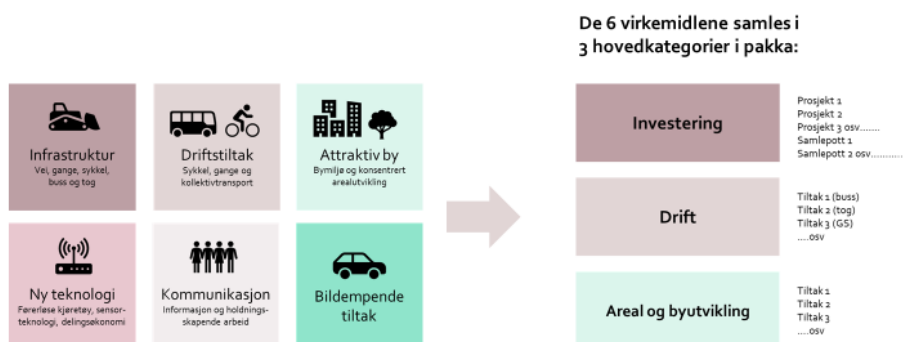 De 6 virkemidlene samles i
3 hovedkategorier i pakka:
Infrastruktur
Vei, gange, sykkel,
buss og tog
Driftstiltak
Sykkel, gange og
kollektivtransport
Attraktiv by
Bymiljø og konsentrert
arealutvikling
Ny teknologi
Førerløse kjøretøy, sensor-
teknologi, delingsøkonomi
Kommunikasjon
Informasjon og holdnings-
skapende arbeid
Bildempende
tiltak
Investering
Prosjekt 1
Prosjekt 2
Prosjekt 3 osv.......
Samlepott 1
Samlepott 2 osv............
Drift
Tiltak 1 (buss)
Tiltak 2 (tog)
Tiltak 3 (GS)
....osv
Areal og byutvikling
Tiltak 1
Tiltak 2
Tiltak 3
....osv